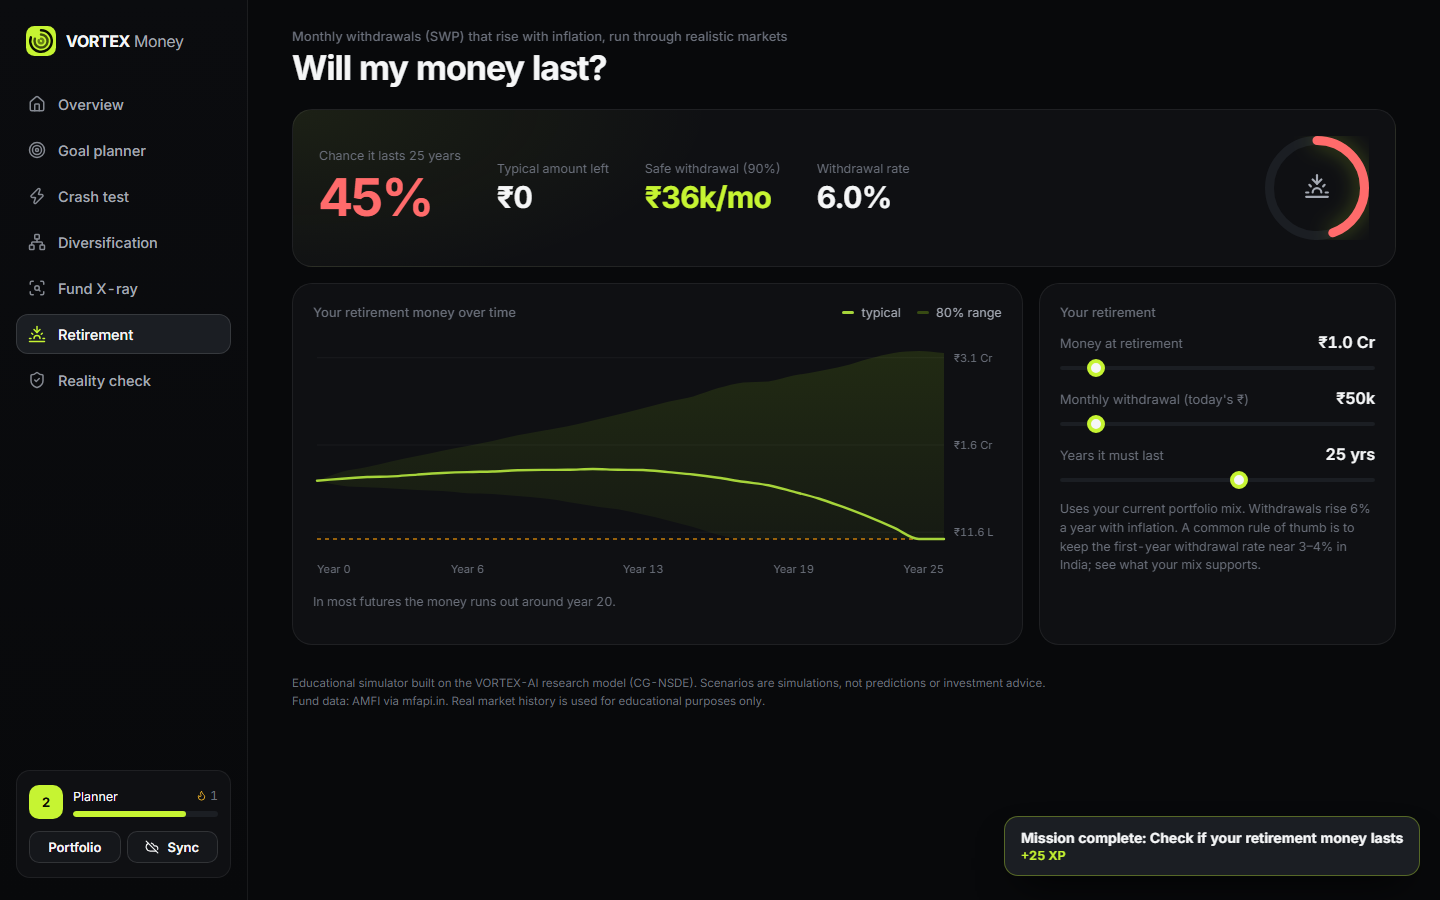 VORTEX Money
Overview
Goal planner
Crash test
Diversification
Fund X-ray
Retirement
Reality check
2
Planner
1
Portfolio
Sync
Monthly withdrawals (SWP) that rise with inflation, run through realistic markets
Will my money last?
Chance it lasts 25 years
45%
Typical amount left
₹0
Safe withdrawal (90%)
₹36k/mo
Withdrawal rate
6.0%
Your retirement money over time
typical
80% range
₹3.1 Cr
₹1.6 Cr
₹11.6 L
Year 0
Year 6
Year 13
Year 19
Year 25
In most futures the money runs out around year 20.
Your retirement
Money at retirement
₹1.0 Cr
Monthly withdrawal (today's ₹)
₹50k
Years it must last
25 yrs
Uses your current portfolio mix. Withdrawals rise 6%
a year with inflation. A common rule of thumb is to
keep the first-year withdrawal rate near 3–4% in
India; see what your mix supports.
Educational simulator built on the VORTEX-AI research model (CG-NSDE). Scenarios are simulations, not predictions or investment advice.
Fund data: AMFI via mfapi.in. Real market history is used for educational purposes only.
Mission complete: Check if your retirement money lasts
+25 XP